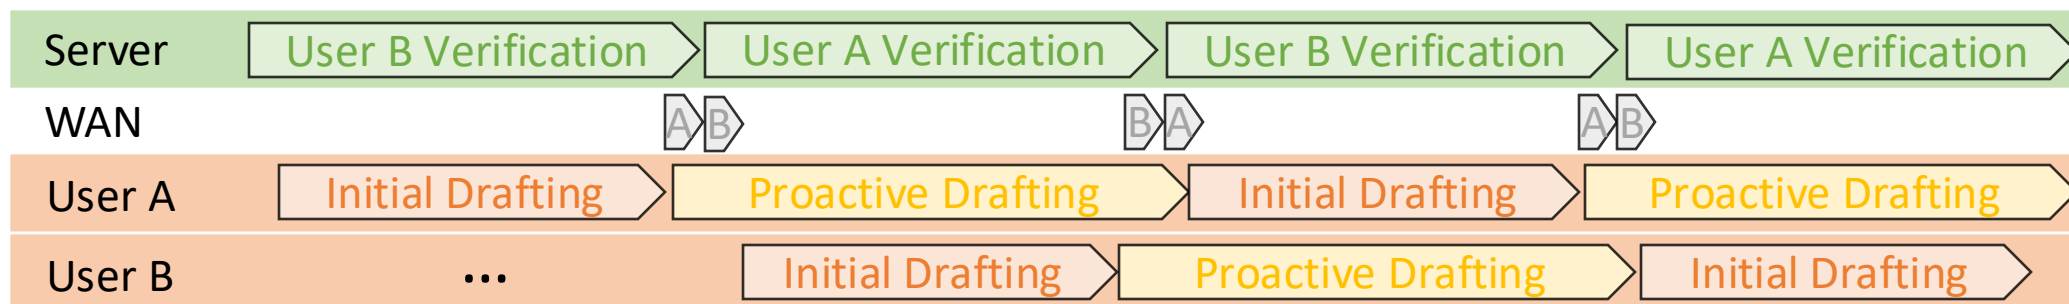 Server User B Verification User A Verification User B Verification User A Verification
WAN A B B A A B
User A Initial Drafting Proactive Drafting Initial Drafting Proactive Drafting
User B ... Initial Drafting Proactive Drafting Initial Drafting